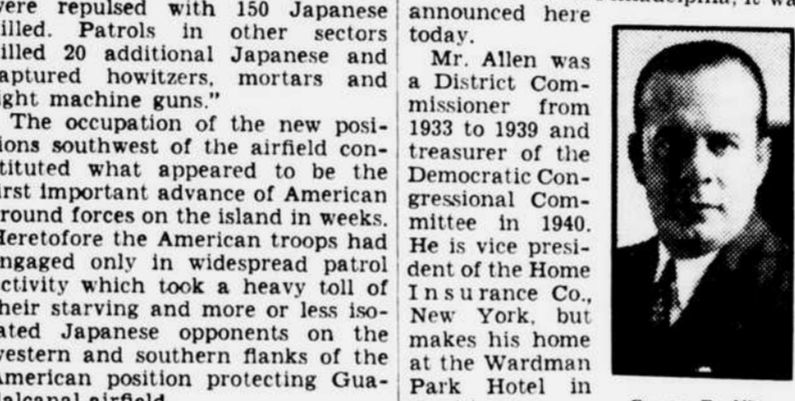 were repulsed with 150 Japanese
killed. Patrols in other sectors
killed 20 additional Japanese and
captured howitzers, mortars and
light machine guns."
The occupation of the new posi-
tions southwest of the airfield con-
stituted what appeared to be the
first important advance of American
ground forces on the island in weeks.
Heretofore the American troops had
engaged only in widespread patrol
activity which took a heavy toll of
their starving and more or less iso-
lated Japanese opponents on the
western and southern flanks of the
American position protecting Gua-
dalcanal airfield
announced here
today.
Mr. Allen was
a District Com-
missioner from
1933 to 1939 and
treasurer of the
Democratic Con-
gressional Com-
mittee in 1940.
He is vice presi-
dent of the Home
Insurance Co.,
New York, but
makes his home
at the Wardman
Park Hotel in